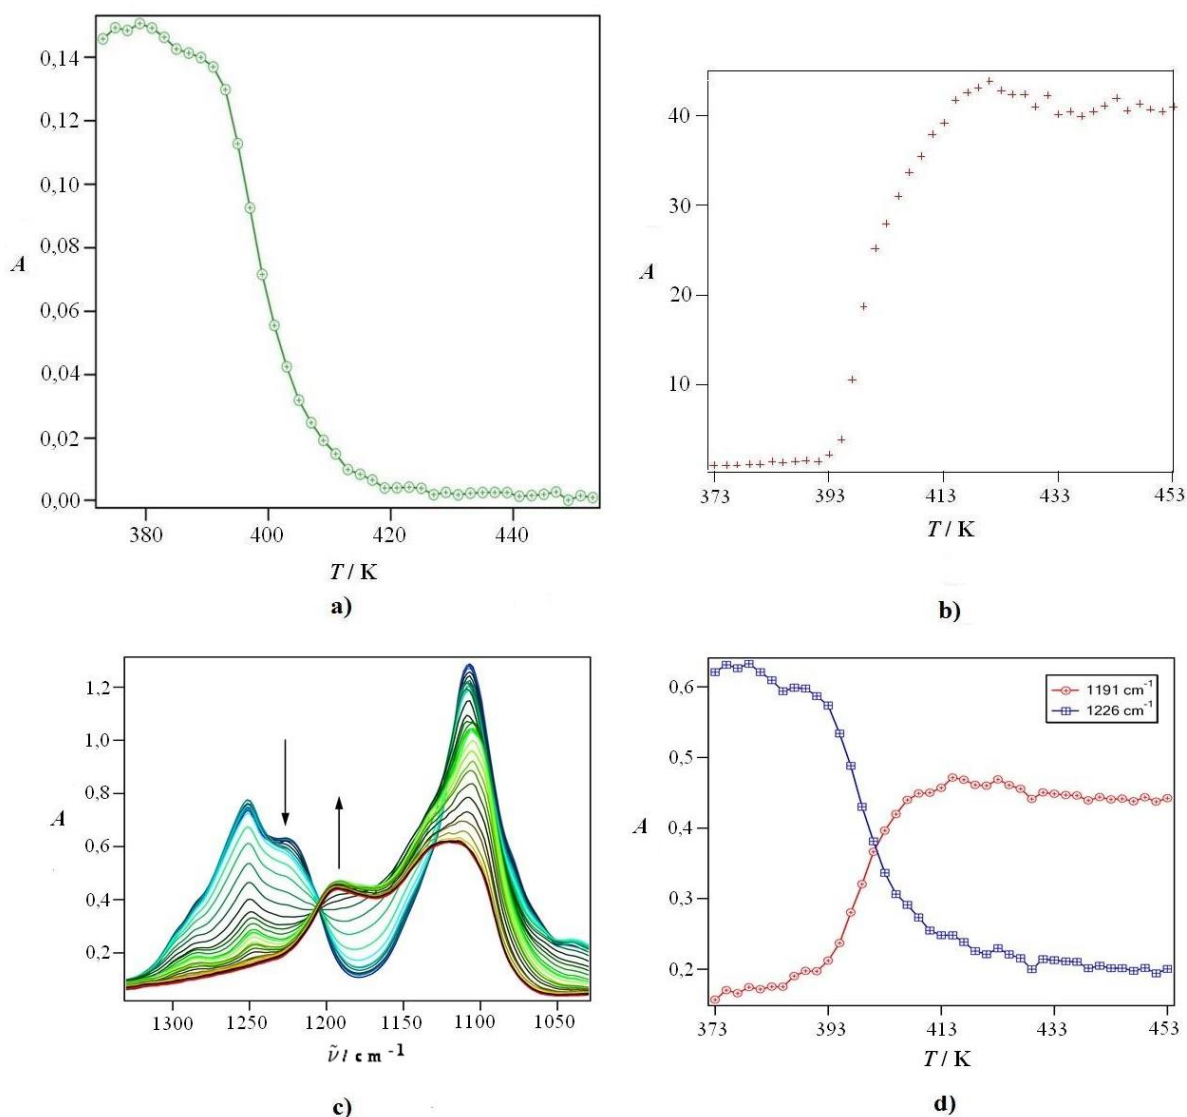 0,14
0,12
0,10
0,08
A
0,06
0,04
0,02
0,00
380 400 420 440
T / K
a)
40
30
A
20
10
373 393 413 433 453
T / K
b)
1,2
1,0
0,8
A
0,6
0,4
0,2
1300 1250 1200 1150 1100 1050
ν̃ / cm⁻¹
c)
1191 cm⁻¹
1226 cm⁻¹
0,6
0,5
A
0,4
0,3
0,2
373 393 413 433 453
T / K
d)